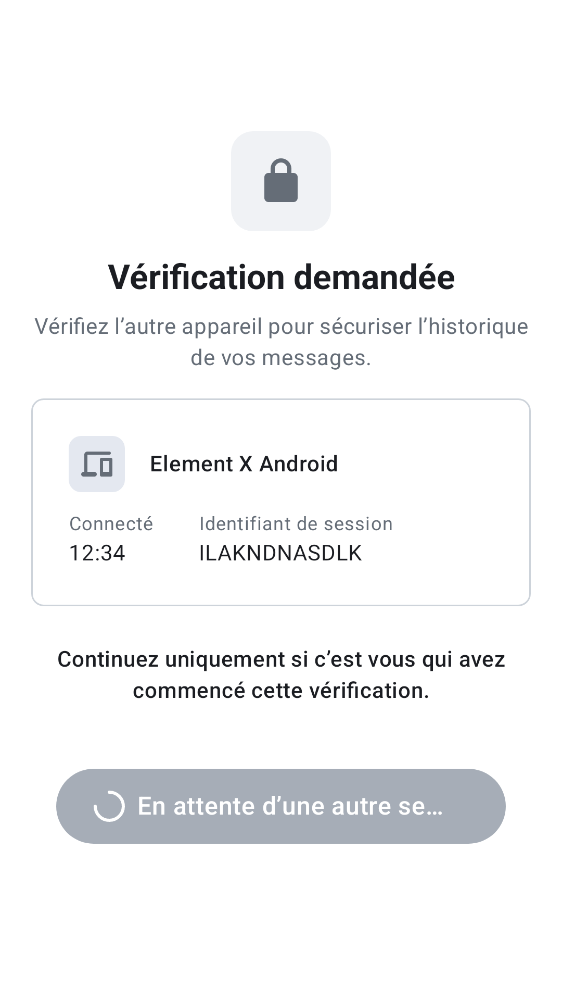 Vérification demandée
Vérifiez l’autre appareil pour sécuriser l’historique
de vos messages.
Element X Android
Connecté
Identifiant de session
12:34
ILAKNDNASDLK
Continuez uniquement si c’est vous qui avez
commencé cette vérification.
En attente d’une autre se…